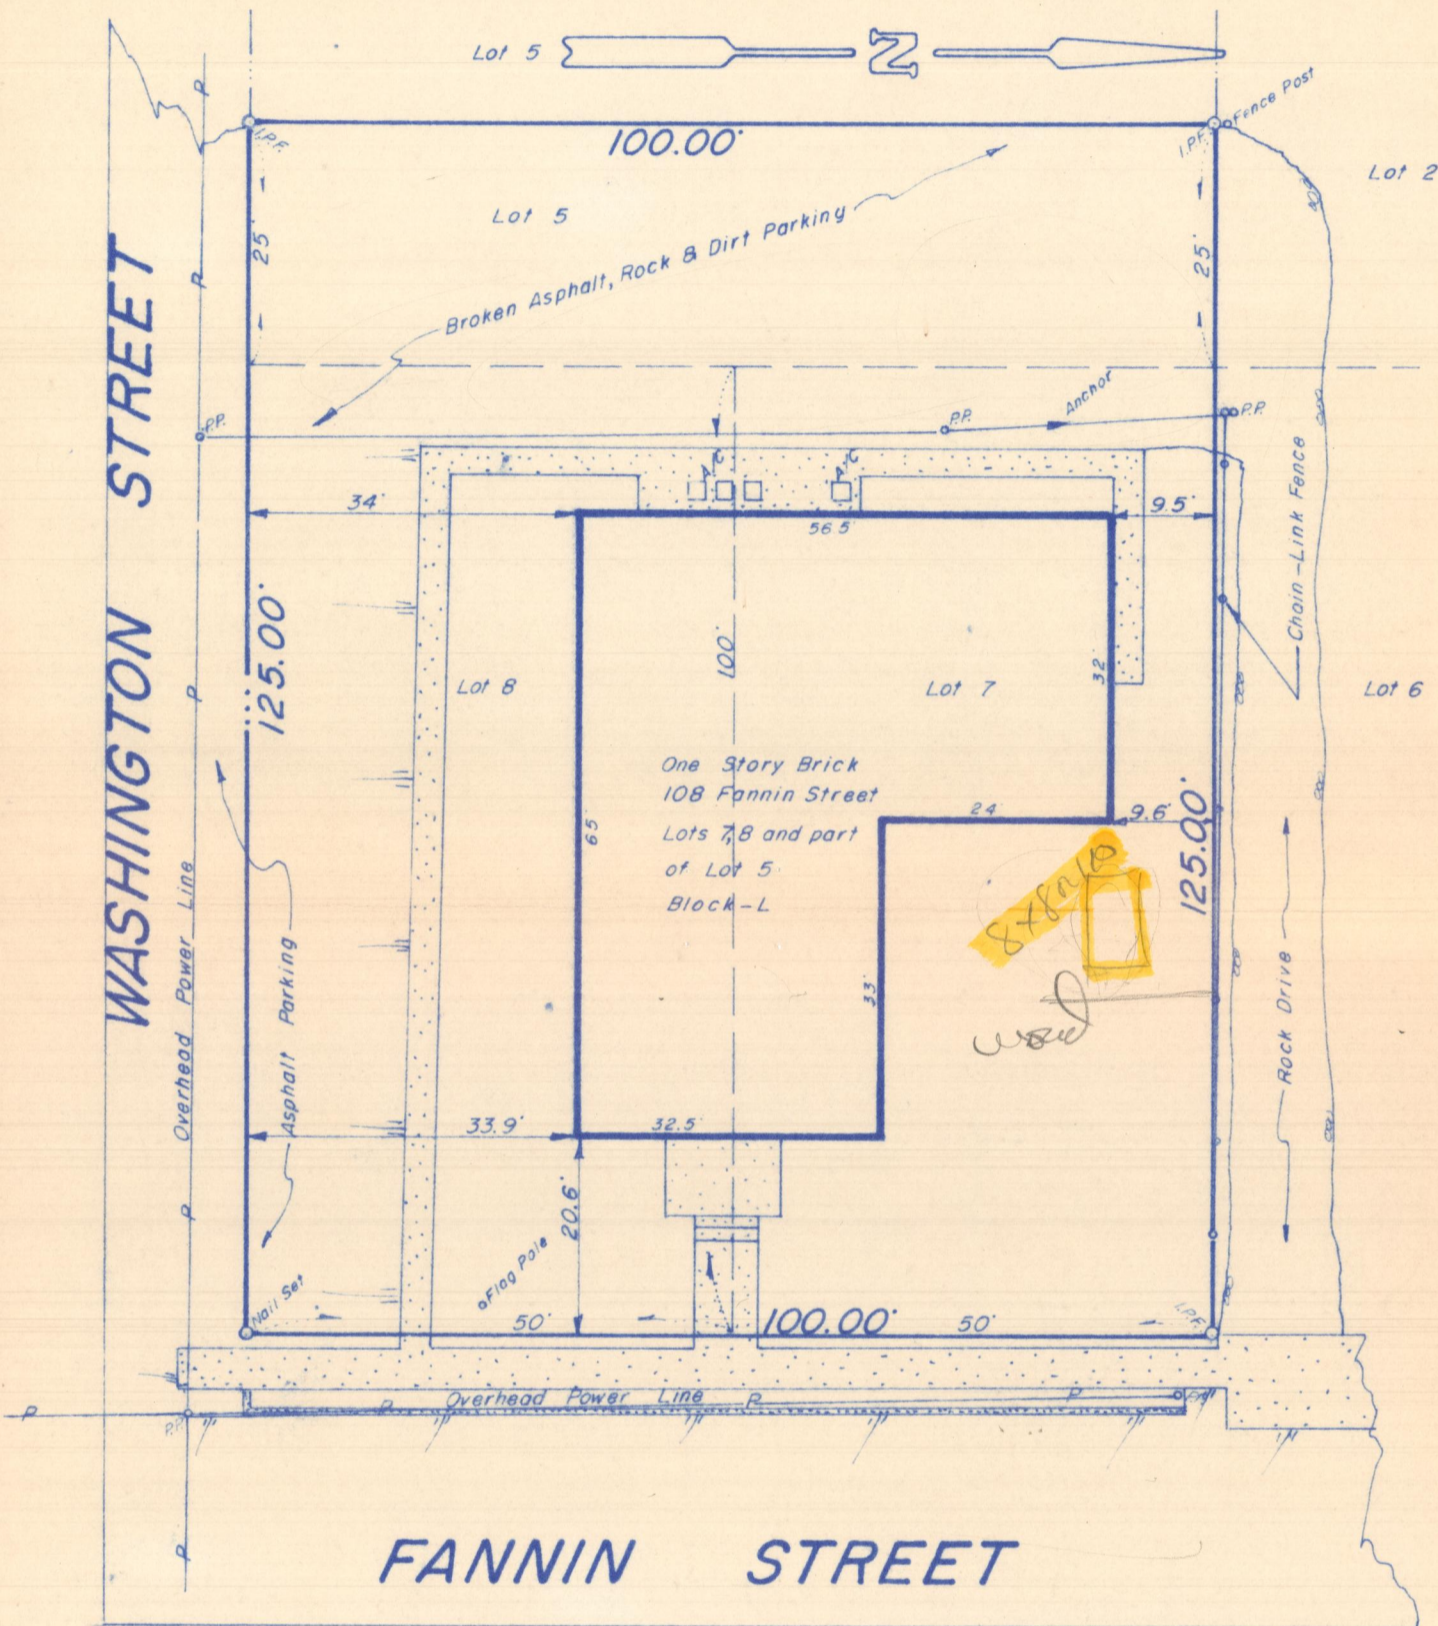 Lot 5
N
Fence Post
I.P.F.
100.00'
I.P.F.
Lot 2
25'
Lot 5
Broken Asphalt, Rock & Dirt Parking
25'
WASHINGTON STREET
P
P
P.P.
P.P.
Anchor
P.P.
A/C
A/C
34'
56.5'
9.5'
Chain-Link Fence
125.00'
100'
32'
P
Lot 8
Lot 7
Lot 6
One Story Brick
108 Fannin Street
Lots 7,8 and part
of Lot 5
Block-L
65'
24'
9.6'
125.00'
8x8
33'
wood
Overhead Power Line
Asphalt Parking
Rock Drive
33.9'
32.5'
20.6'
P
Flag Pole
Nail Set
50'
100.00'
50'
I.P.F.
Overhead Power Line
P
P
P
P
P.P.
P.P.
P
FANNIN STREET